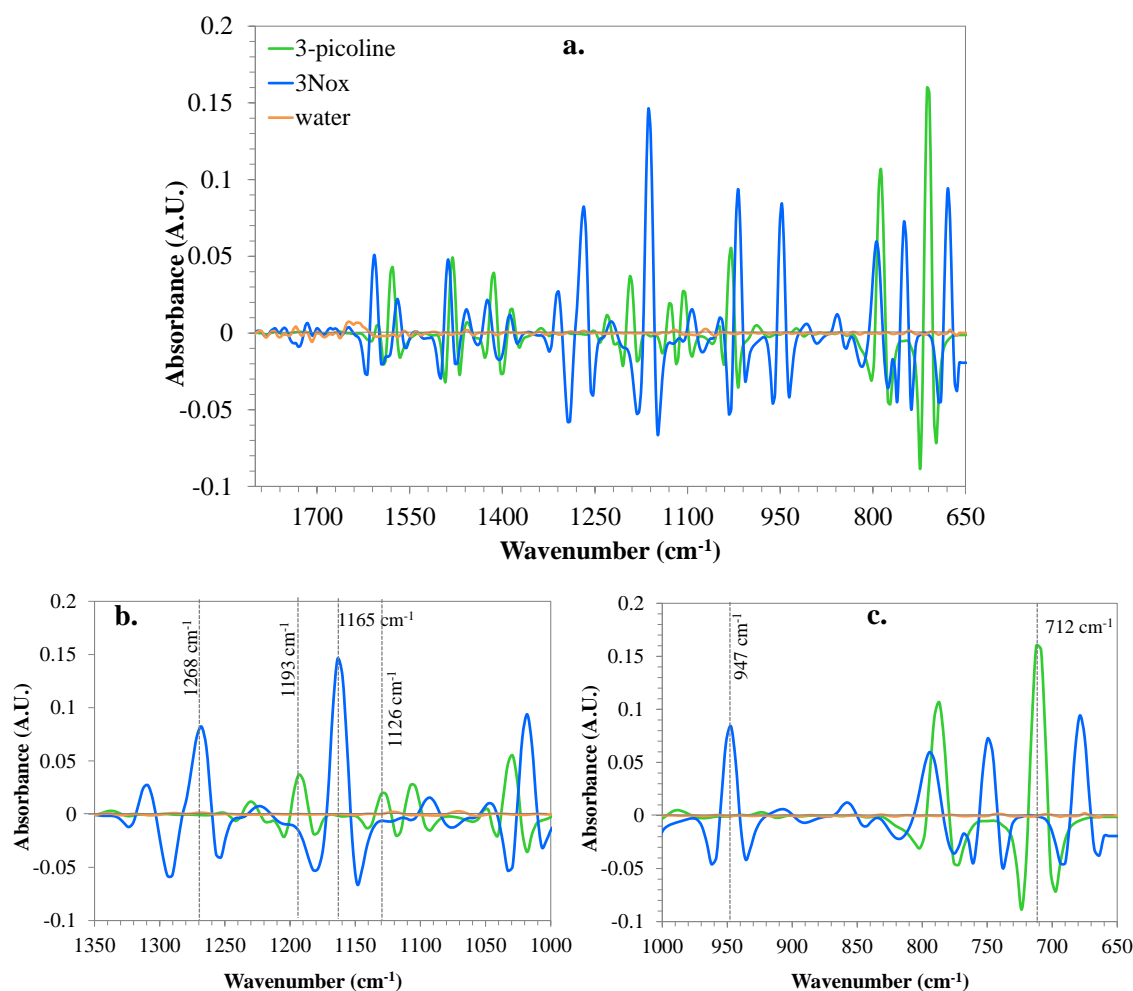 a.
3-picoline
3Nox
water
0.2
0.15
0.1
0.05
0
-0.05
-0.1
Absorbance (A.U.)
1700 1550 1400 1250 1100 950 800 650
Wavenumber (cm-1)
b.
1268 cm-1
1193 cm-1
1165 cm-1
1126 cm-1
0.2
0.15
0.1
0.05
0
-0.05
-0.1
Absorbance (A.U.)
1350 1300 1250 1200 1150 1100 1050 1000
Wavenumber (cm-1)
c.
947 cm-1
712 cm-1
0.2
0.15
0.1
0.05
0
-0.05
-0.1
Absorbance (A.U.)
1000 950 900 850 800 750 700 650
Wavenumber (cm-1)